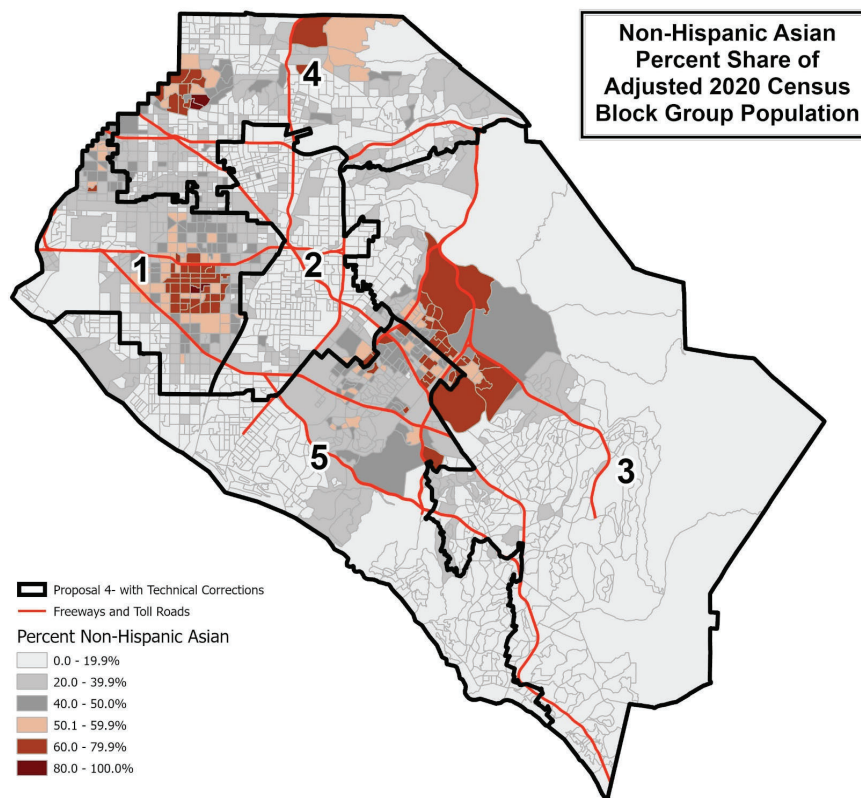 Non-Hispanic Asian
Percent Share of
Adjusted 2020 Census
Block Group Population
4
1
2
3
5
Proposal 4- with Technical Corrections
Freeways and Toll Roads
Percent Non-Hispanic Asian
0.0 - 19.9%
20.0 - 39.9%
40.0 - 50.0%
50.1 - 59.9%
60.0 - 79.9%
80.0 - 100.0%